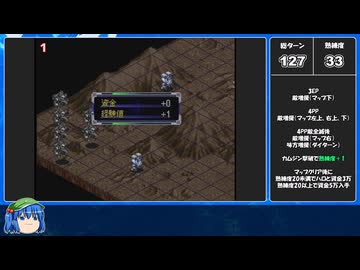 1
資金 +0
経験値 +1
総ターン 熟練度
127 33
3EP
敵増援(マップ下)
4PP
敵増援(マップ左上、右上、下)
4PP敵全滅後
敵増援(マップ右)
味方増援(ダイターン)
カムジン撃破で熟練度+1
マップクリア後に
熟練度20未満でハロと資金3万
熟練度20以上で資金5万入手